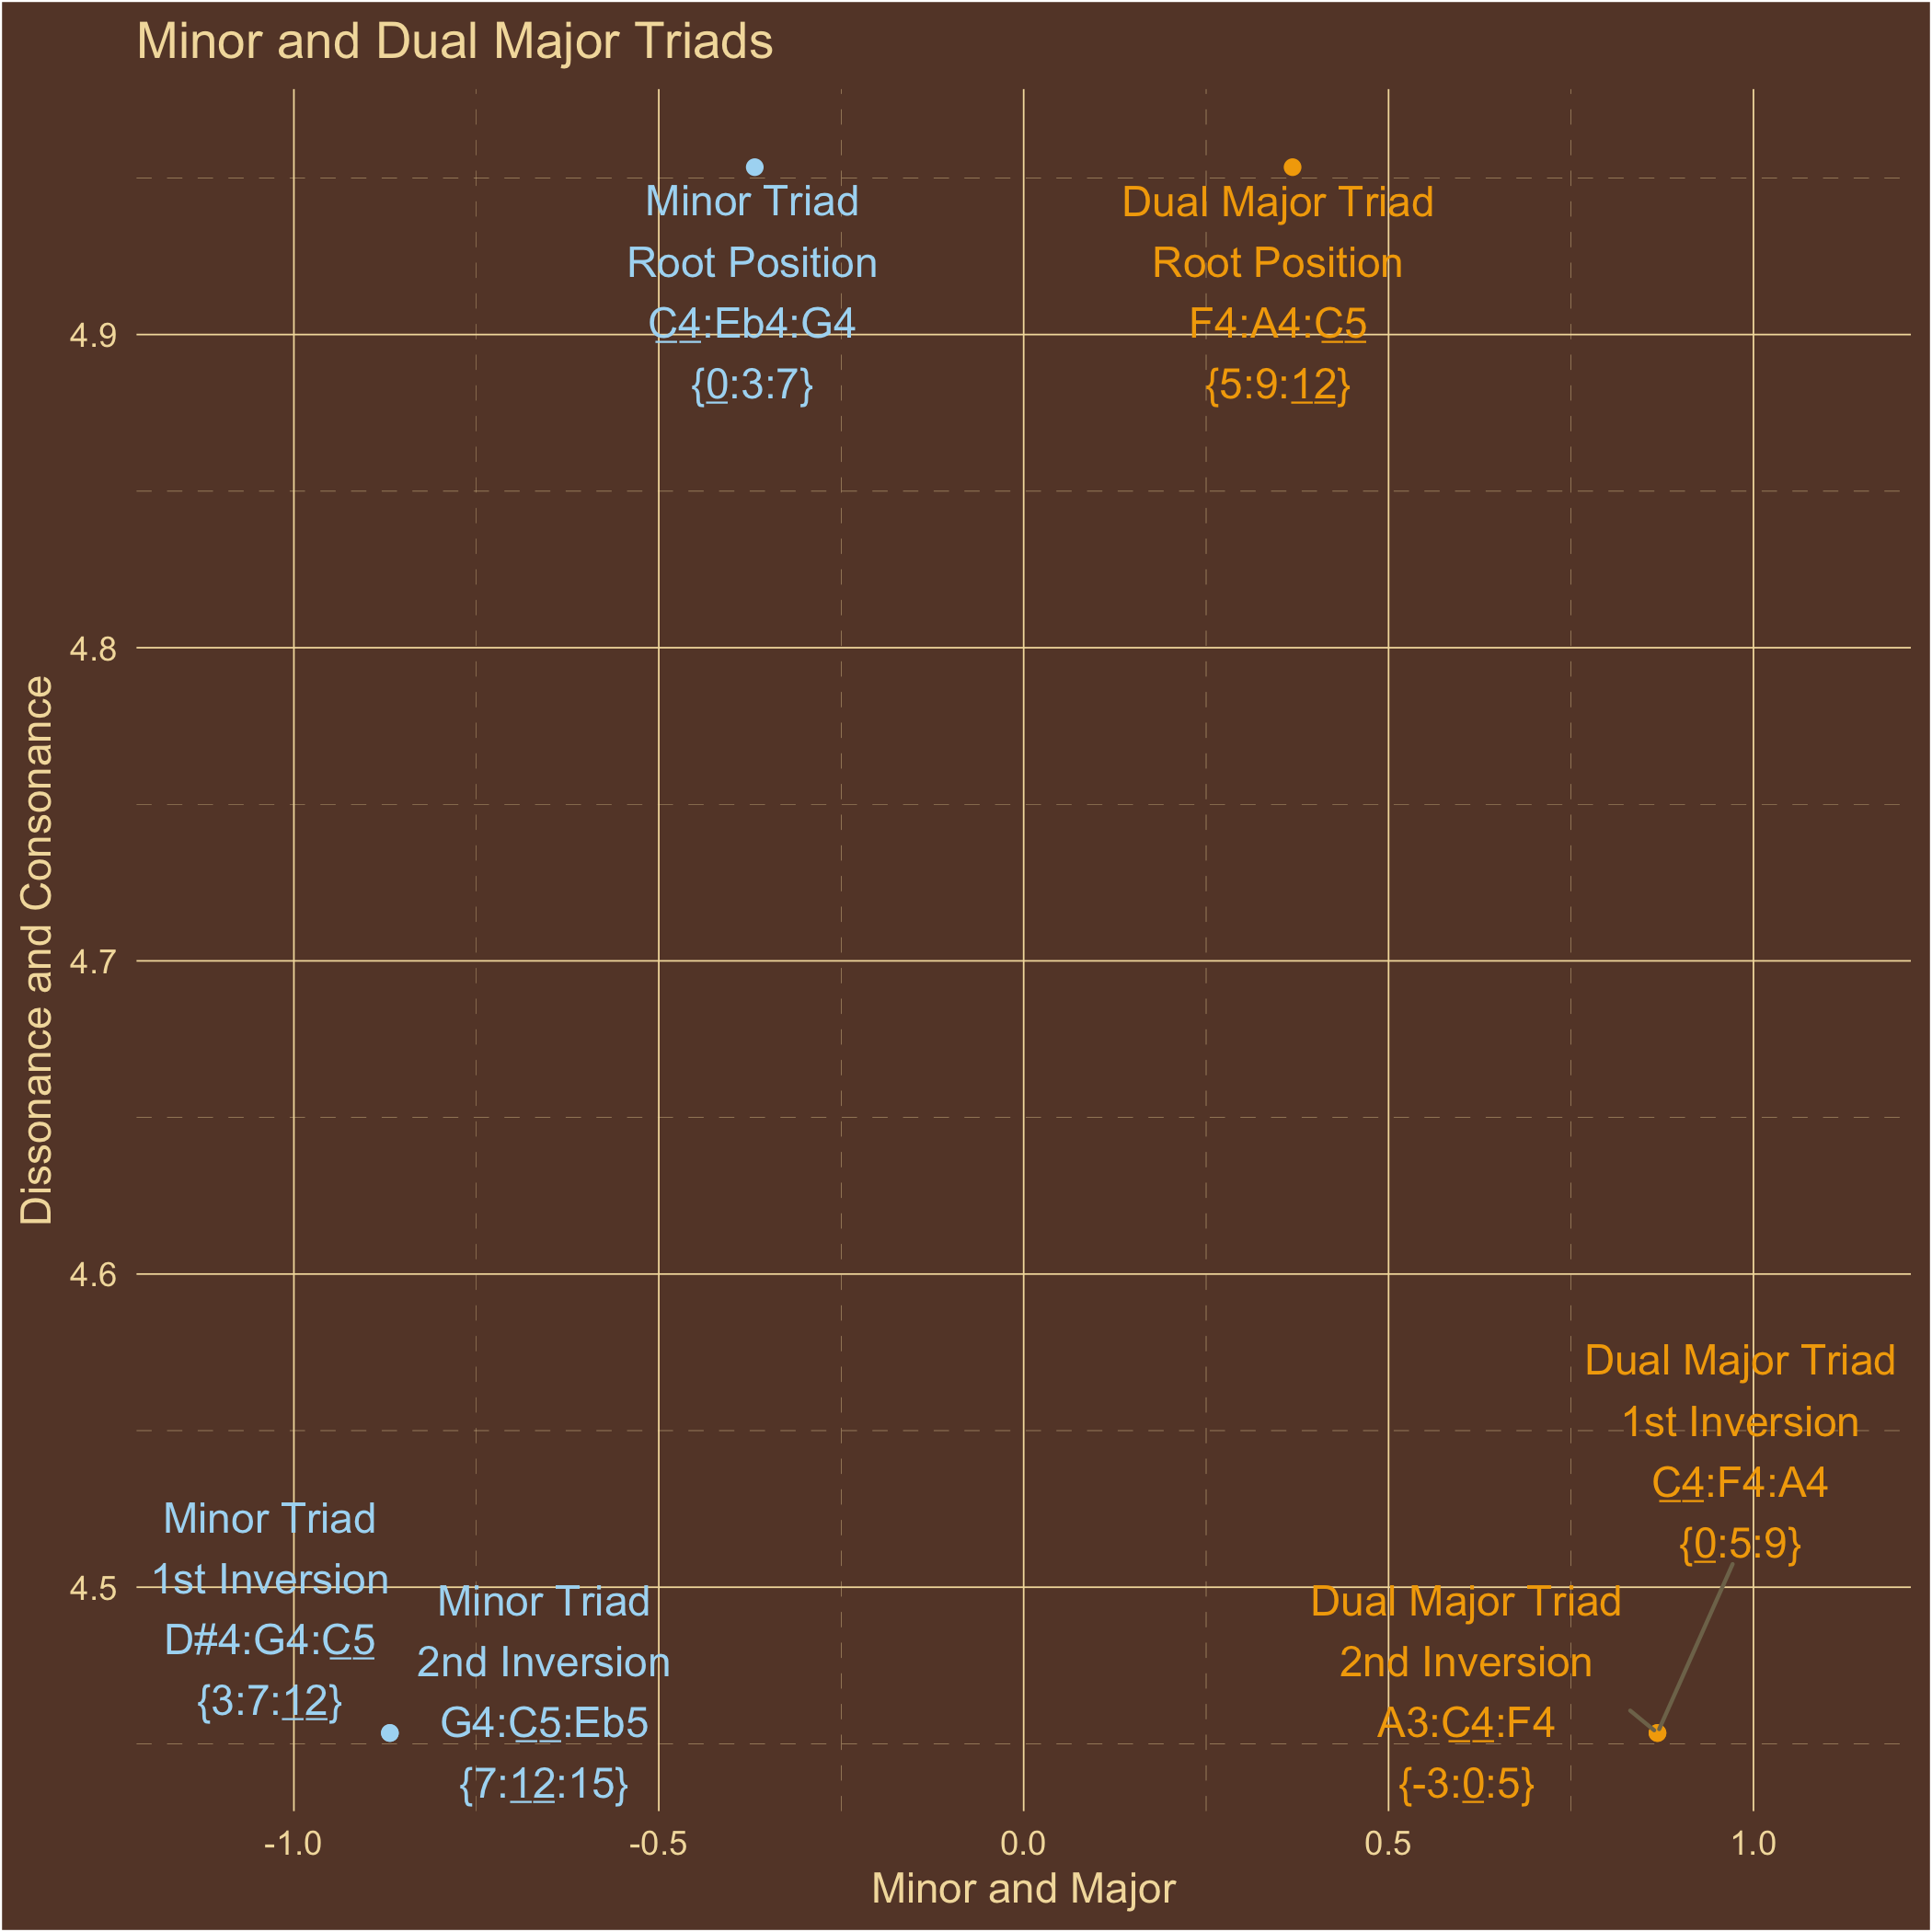 Minor and Dual Major Triads
Minor Triad
Root Position
C4:Eb4:G4
{0:3:7}
Dual Major Triad
Root Position
F4:A4:C5
{5:9:12}
4.9
4.8
4.7
4.6
4.5
Dissonance and Consonance
Dual Major Triad
1st Inversion
C4:F4:A4
{0:5:9}
Minor Triad
1st Inversion
D#4:G4:C5
{3:7:12}
Minor Triad
2nd Inversion
G4:C5:Eb5
{7:12:15}
Dual Major Triad
2nd Inversion
A3:C4:F4
{-3:0:5}
-1.0 -0.5 0.0 0.5 1.0
Minor and Major